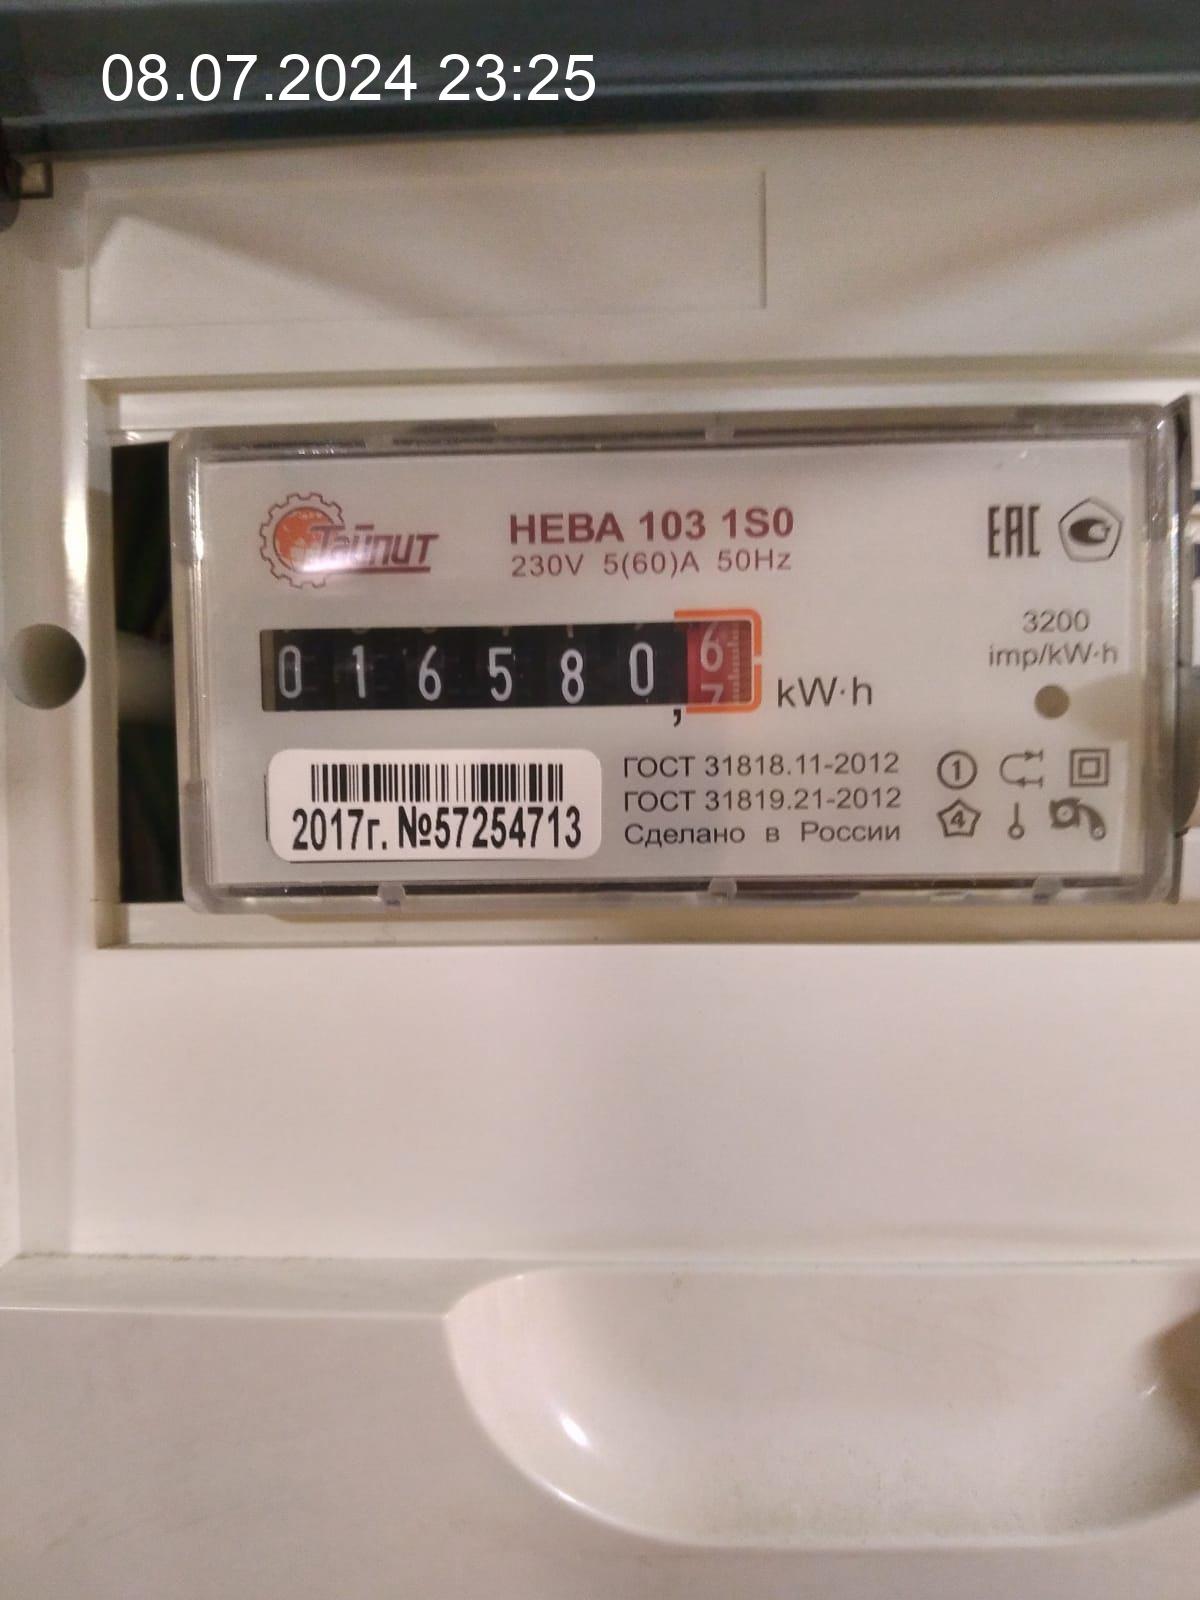 08.07.2024 23:25
Тайпит
НЕВА 103 1S0
230V 5(60)A 50Hz
EAC
3200
imp/kW·h
0 1 6 5 8 0, 6
7
kW·h
2017г. №57254713
ГОСТ 31818.11-2012
ГОСТ 31819.21-2012
Сделано в России
1
4